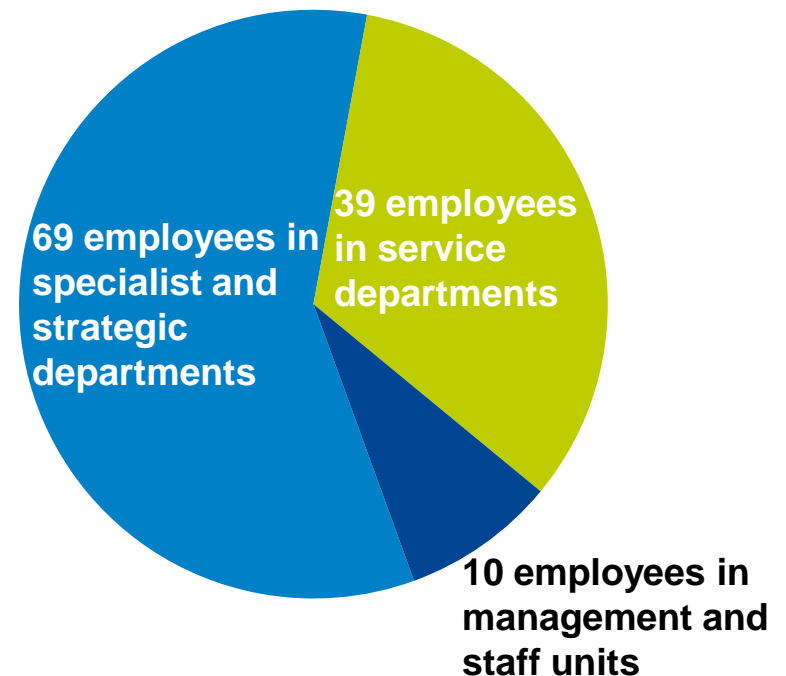 69 employees in
specialist and
strategic
departments
39 employees
in service
departments
10 employees in
management and
staff units